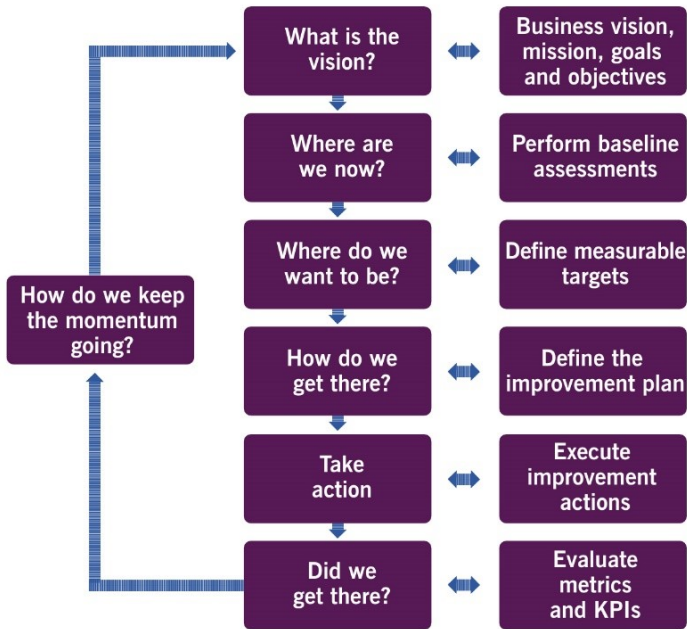 What is the
vision?
Business vision,
mission, goals
and objectives
Where are
we now?
Perform baseline
assessments
Where do we
want to be?
Define measurable
targets
How do we keep
the momentum
going?
How do we
get there?
Define the
improvement plan
Take
action
Execute
improvement
actions
Did we
get there?
Evaluate
metrics
and KPIs